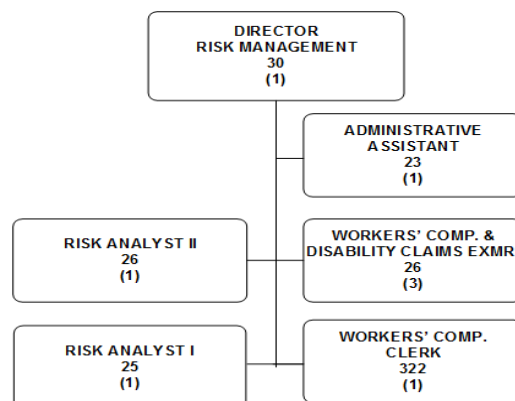 DIRECTOR
RISK MANAGEMENT
30
(1)
ADMINISTRATIVE
ASSISTANT
23
(1)
RISK ANALYST II
26
(1)
WORKERS' COMP. &
DISABILITY CLAIMS EXMR
26
(3)
RISK ANALYST I
25
(1)
WORKERS' COMP.
CLERK
322
(1)